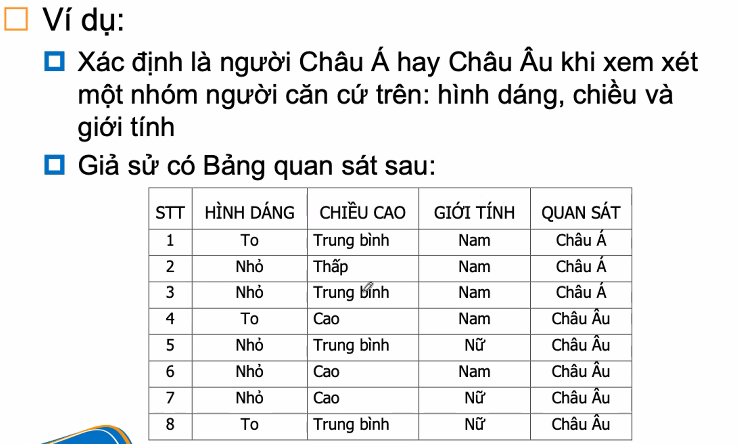 Ví dụ:
Xác định là người Châu Á hay Châu Âu khi xem xét
một nhóm người căn cứ trên: hình dáng, chiều và
giới tính
Giả sử có Bảng quan sát sau:
STT HÌNH DÁNG CHIỀU CAO GIỚI TÍNH QUAN SÁT
1 To Trung bình Nam Châu Á
2 Nhỏ Thấp Nam Châu Á
3 Nhỏ Trung bình Nam Châu Á
4 To Cao Nam Châu Âu
5 Nhỏ Trung bình Nữ Châu Âu
6 Nhỏ Cao Nam Châu Âu
7 Nhỏ Cao Nữ Châu Âu
8 To Trung bình Nữ Châu Âu